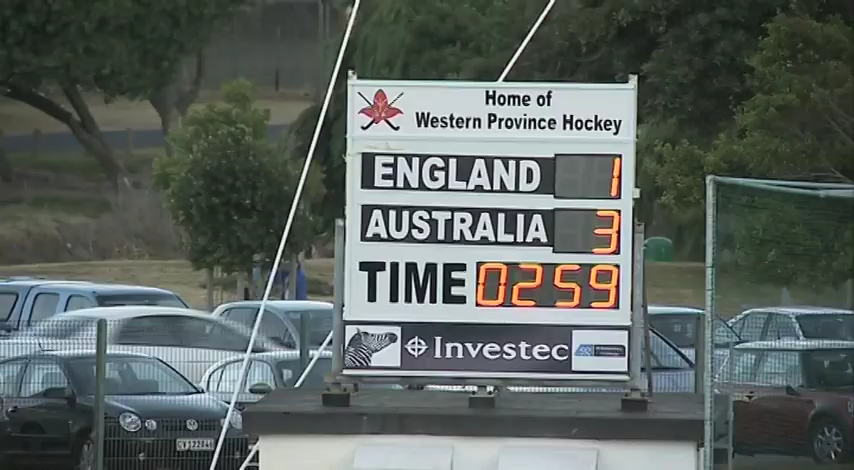 Home of
Western Province Hockey
ENGLAND 1
AUSTRALIA 3
TIME 0259
Investec